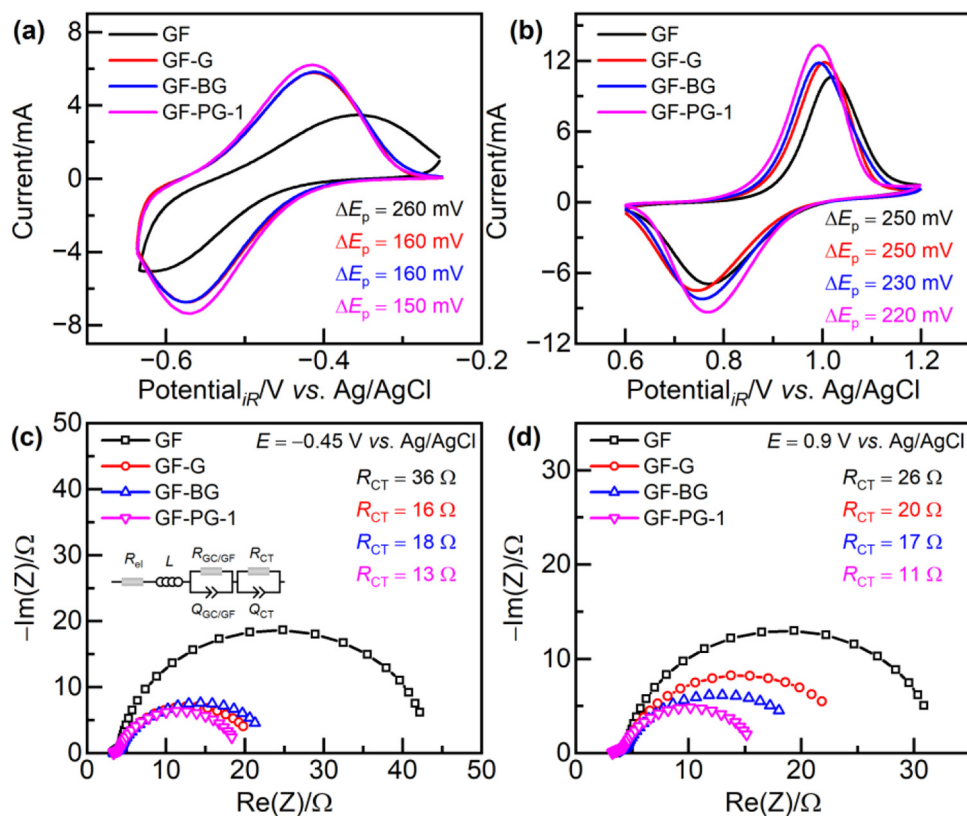 (a)
GF
GF-G
GF-BG
GF-PG-1
8
4
0
−4
−8
Current/mA
ΔEp = 260 mV
ΔEp = 160 mV
ΔEp = 160 mV
ΔEp = 150 mV
−0.6 −0.4 −0.2
PotentialiR/V vs. Ag/AgCl
(b)
GF
GF-G
GF-BG
GF-PG-1
12
6
0
−6
−12
Current/mA
ΔEp = 250 mV
ΔEp = 250 mV
ΔEp = 230 mV
ΔEp = 220 mV
0.6 0.8 1.0 1.2
PotentialiR/V vs. Ag/AgCl
(c)
GF
GF-G
GF-BG
GF-PG-1
E = −0.45 V vs. Ag/AgCl
RCT = 36 Ω
RCT = 16 Ω
RCT = 18 Ω
RCT = 13 Ω
Rel L RGC/GF RCT
QGC/GF QCT
50
40
30
20
10
0
−Im(Z)/Ω
0 10 20 30 40 50
Re(Z)/Ω
(d)
GF
GF-G
GF-BG
GF-PG-1
E = 0.9 V vs. Ag/AgCl
RCT = 26 Ω
RCT = 20 Ω
RCT = 17 Ω
RCT = 11 Ω
30
20
10
0
−Im(Z)/Ω
0 10 20 30
Re(Z)/Ω